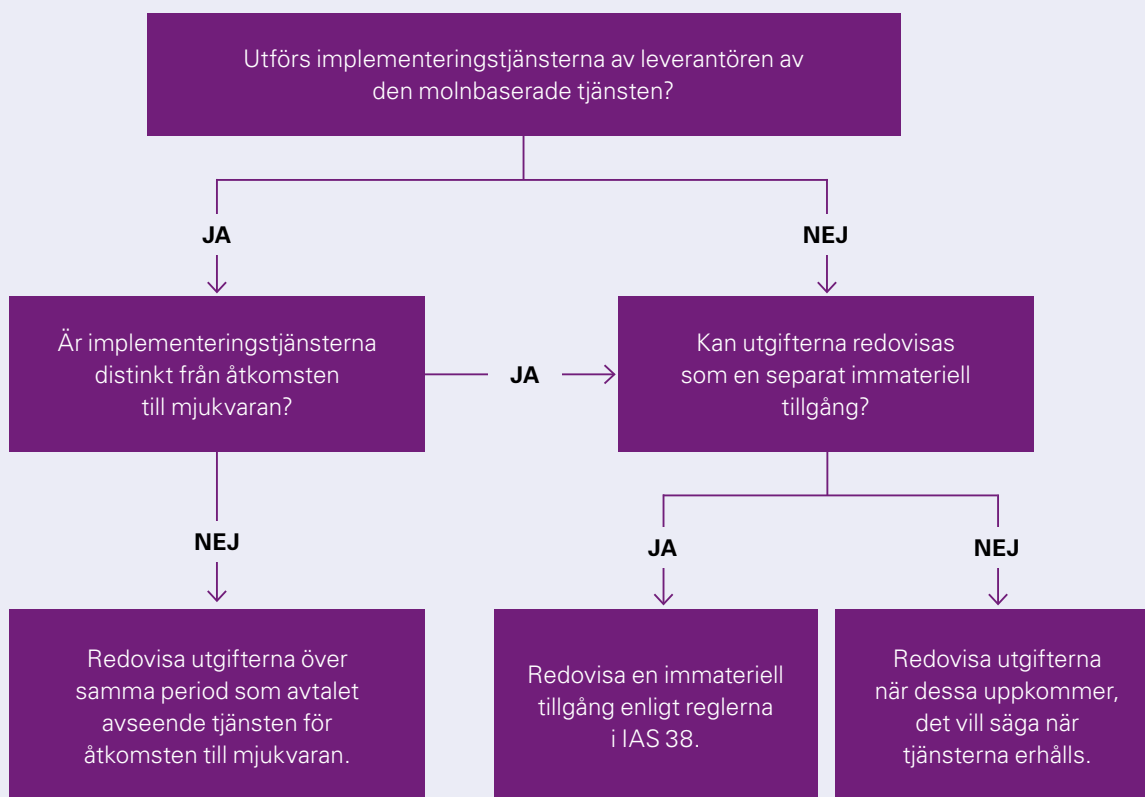 Utförs implementeringstjänsterna av leverantören av
den molnbaserade tjänsten?
JA
NEJ
Är implementeringstjänsterna
distinkt från åtkomsten
till mjukvaran?
JA
Kan utgifterna redovisas
som en separat immateriell
tillgång?
NEJ
JA
NEJ
Redovisa utgifterna över
samma period som avtalet
avseende tjänsten för
åtkomsten till mjukvaran.
Redovisa en immateriell
tillgång enligt reglerna
i IAS 38.
Redovisa utgifterna
när dessa uppkommer,
det vill säga när
tjänsterna erhålls.